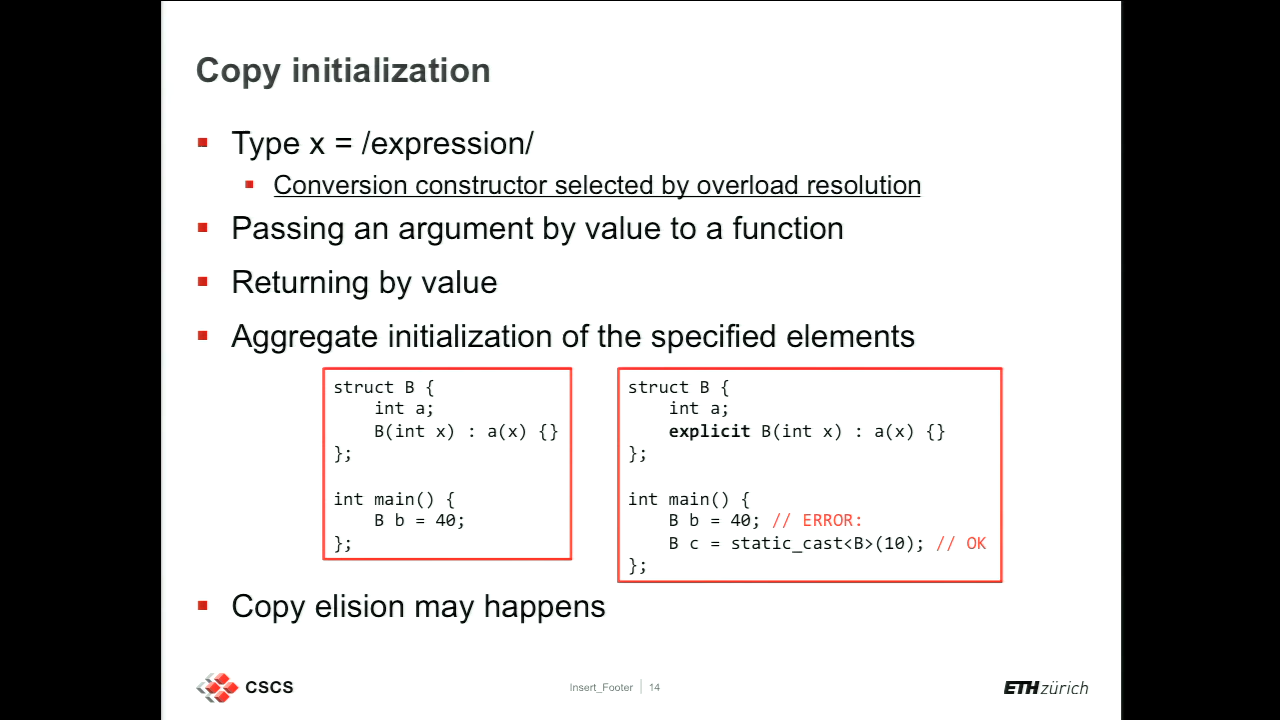 Copy initialization
Type x = /expression/
Conversion constructor selected by overload resolution
Passing an argument by value to a function
Returning by value
Aggregate initialization of the specified elements
struct B {
    int a;
    B(int x) : a(x) {}
};

int main() {
    B b = 40;
};
struct B {
    int a;
    explicit B(int x) : a(x) {}
};

int main() {
    B b = 40; // ERROR:
    B c = static_cast<B>(10); // OK
};
Copy elision may happens
CSCS
Insert_Footer | 14
ETH zürich